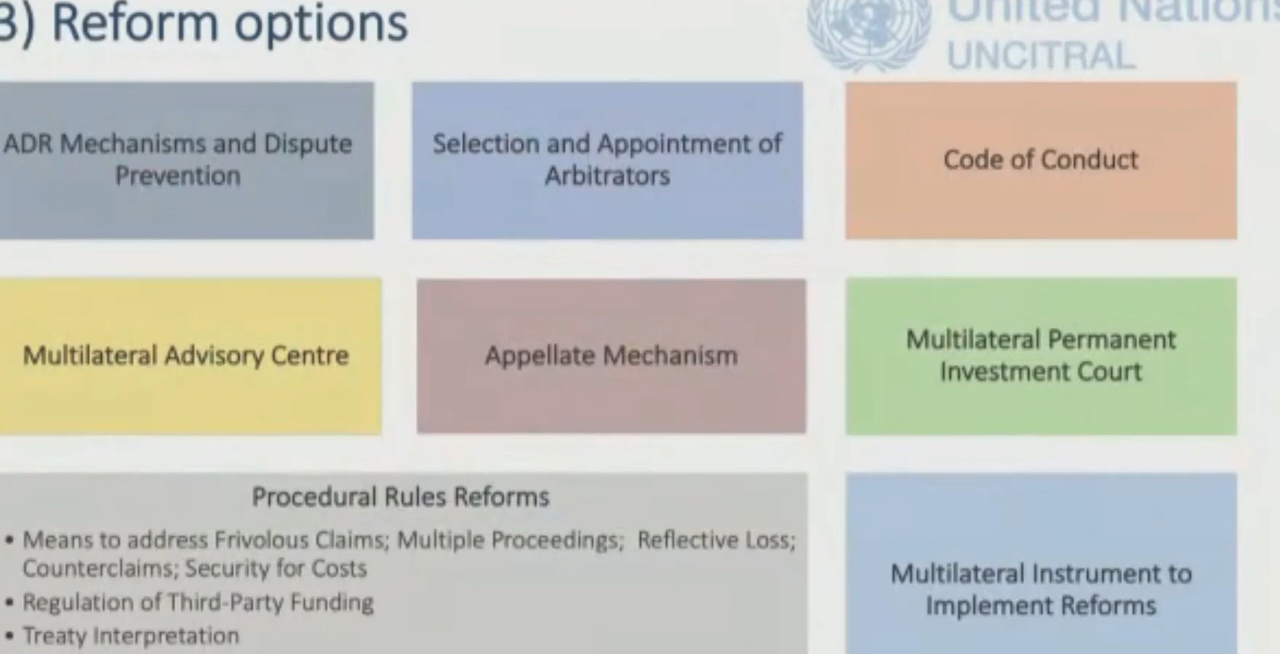 3) Reform options
United Nations
UNCITRAL
ADR Mechanisms and Dispute
Prevention
Selection and Appointment of
Arbitrators
Code of Conduct
Multilateral Advisory Centre
Appellate Mechanism
Multilateral Permanent
Investment Court
Procedural Rules Reforms
• Means to address Frivolous Claims; Multiple Proceedings; Reflective Loss;
Counterclaims; Security for Costs
• Regulation of Third-Party Funding
• Treaty Interpretation
Multilateral Instrument to
Implement Reforms